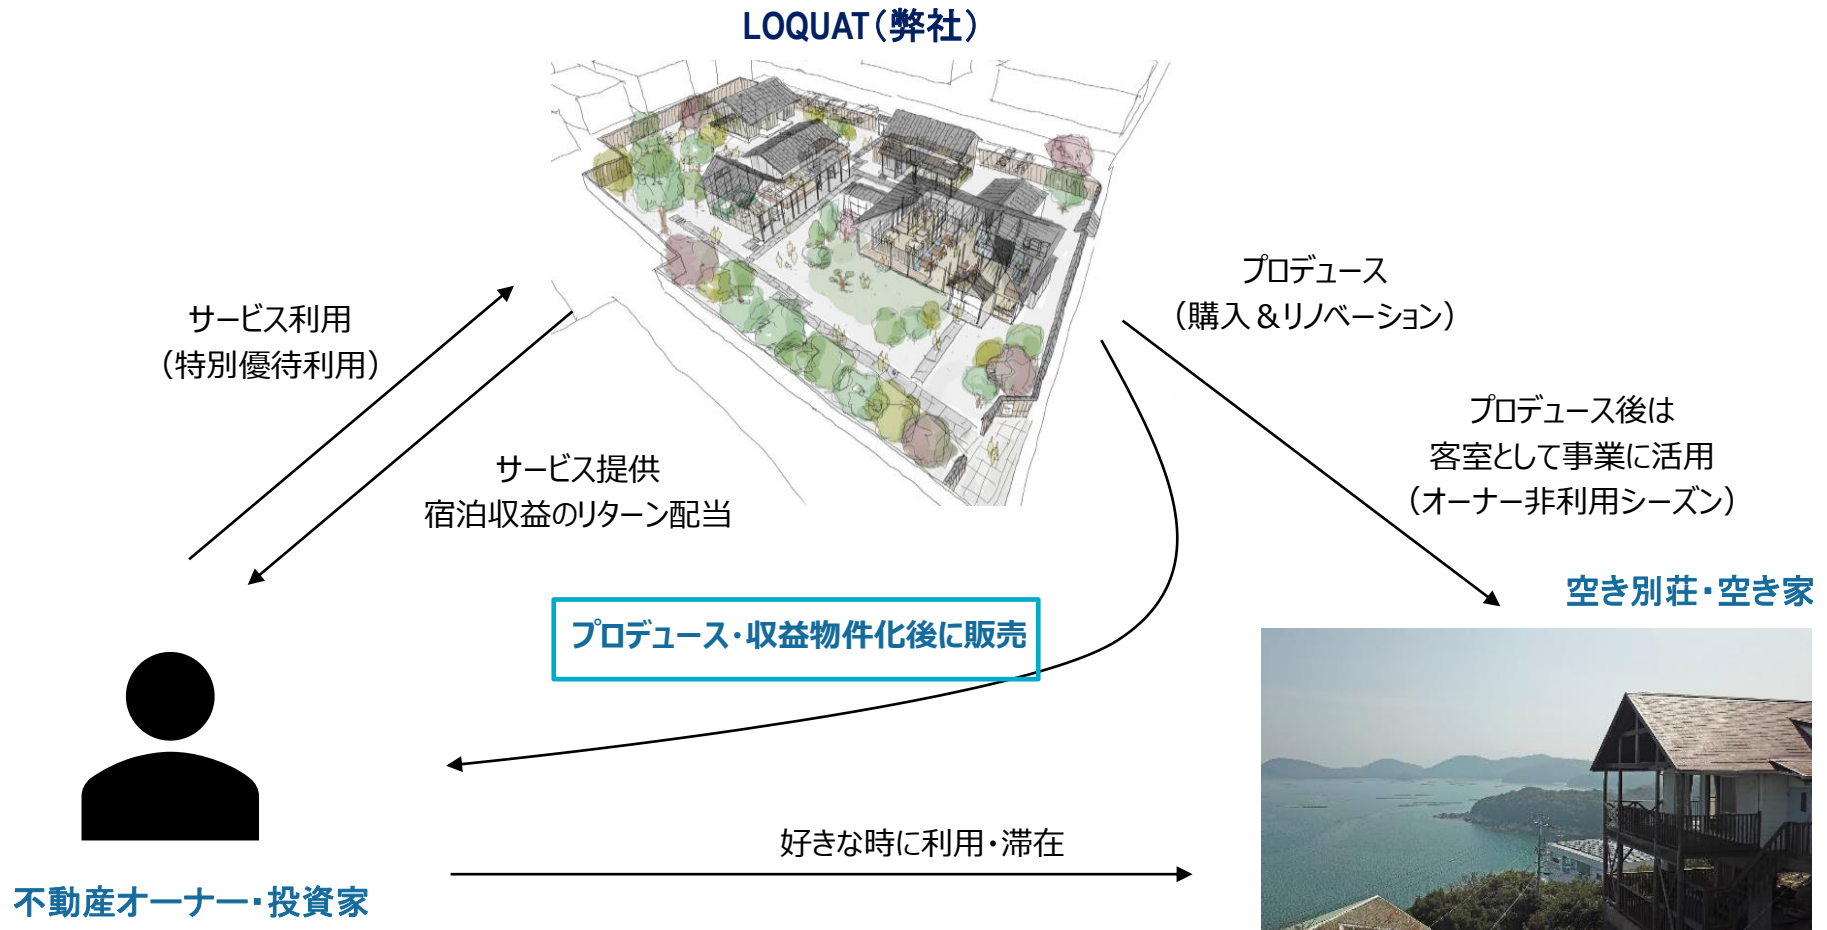 LOQUAT（弊社）
サービス利用
（特別優待利用）
プロデュース
（購入＆リノベーション）
プロデュース後は
客室として事業に活用
（オーナー非利用シーズン）
サービス提供
宿泊収益のリターン配当
空き別荘・空き家
プロデュース・収益物件化後に販売
好きな時に利用・滞在
不動産オーナー・投資家